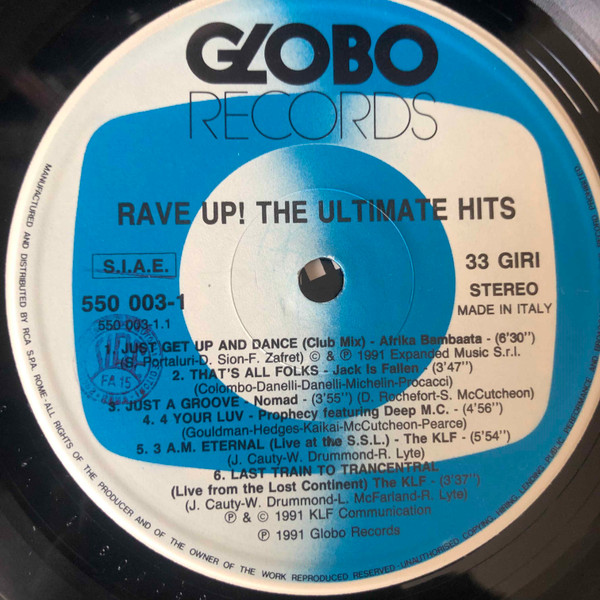 GLOBO
RECORDS
RAVE UP! THE ULTIMATE HITS
S.I.A.E.
33 GIRI
550 003-1
STEREO
550 003-1.1
MADE IN ITALY
1. JUST GET UP AND DANCE (Club Mix) - Afrika Bambaata - (6'30")
(S. Portaluri-D. Sion-F. Zafret) © & ℗ 1991 Expanded Music S.r.l.
2. THAT'S ALL FOLKS - Jack Is Fallen - (3'47")
(Colombo-Danelli-Danelli-Michelin-Procacci)
3. JUST A GROOVE - Nomad - (3'55") (D. Rochefort-S. McCutcheon)
4. 4 YOUR LUV - Prophecy featuring Deep M.C. - (4'56")
(Gouldman-Hedges-Kaikai-McCutcheon-Pearce)
5. 3 A.M. ETERNAL (Live at the S.S.L.) - The KLF - (5'54")
(J. Cauty-W. Drummond-R. Lyte)
6. LAST TRAIN TO TRANCENTRAL
(Live from the Lost Continent) The KLF - (3'37")
(J. Cauty-W. Drummond-L. McFarland-R. Lyte)
℗ & © 1991 KLF Communication
℗ 1991 Globo Records
MANUFACTURED AND DISTRIBUTED BY RCA S.P.A. ROME-ALL RIGHTS OF THE PRODUCER AND OF THE OWNER OF THE WORK REPRODUCED RESERVED-UNAUTHORISED COPYING, HIRING, LENDING, PUBLIC PERFORMANCE AND
FA 15